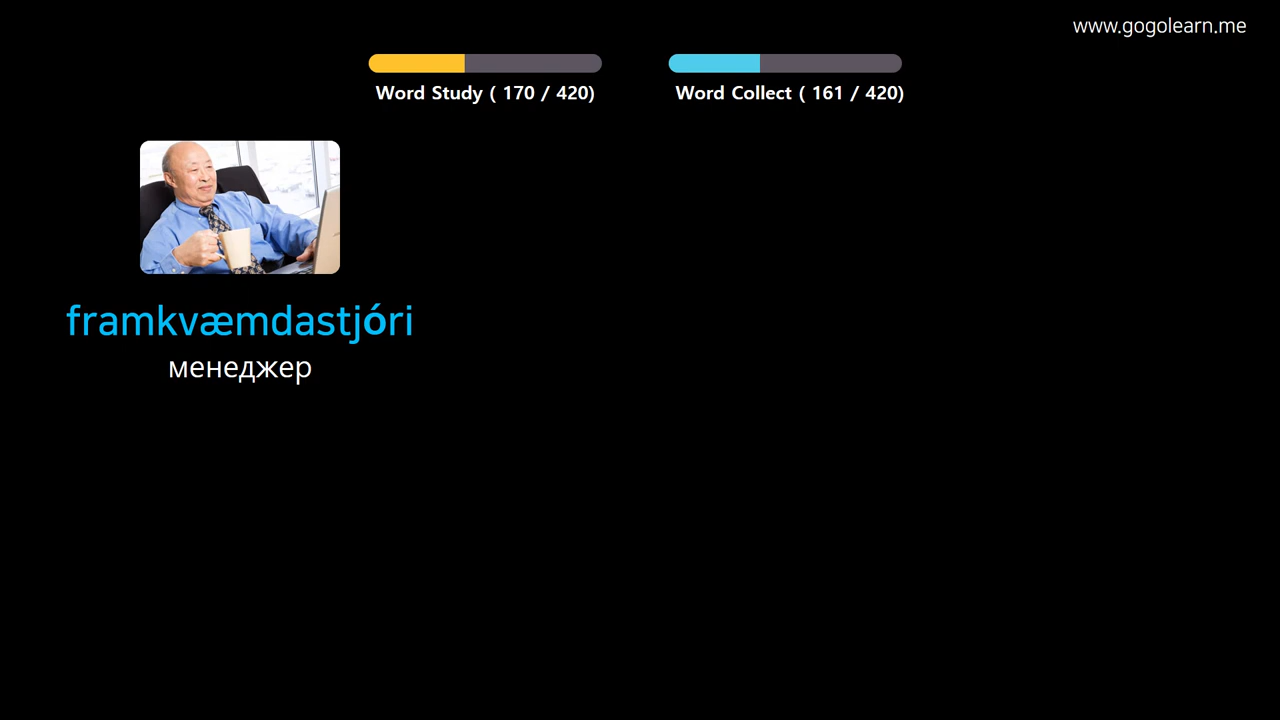 www.gogolearn.me
Word Study ( 170 / 420)
Word Collect ( 161 / 420)
framkvæmdastjóri
менеджер